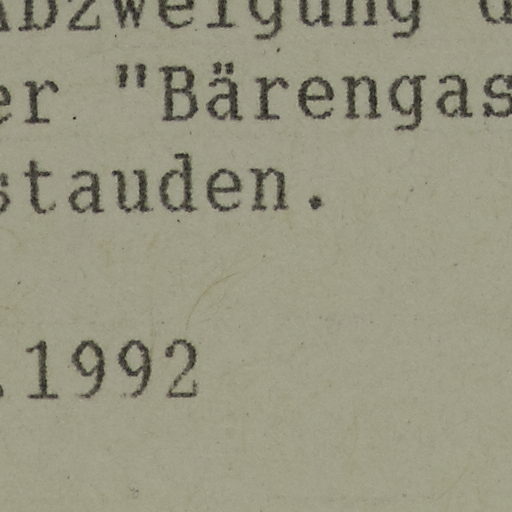 Abzweigung d
er "Bärengas
stauden.
.1992